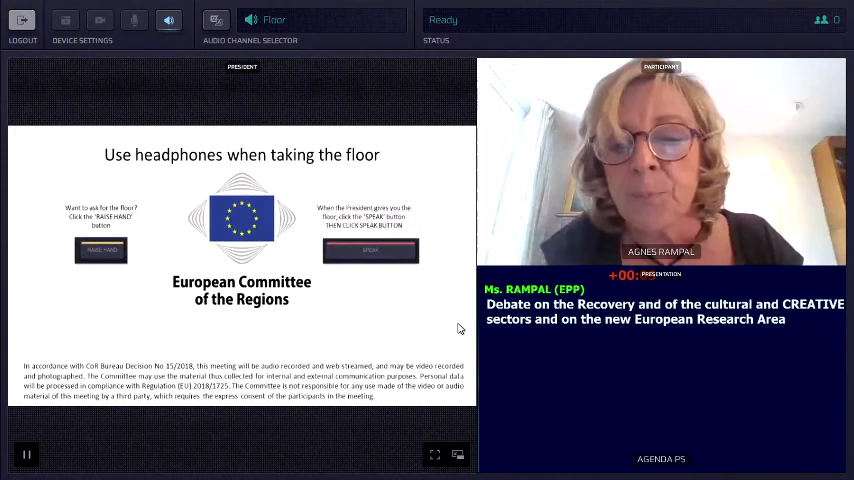 Floor
Ready
0
LOGOUT
DEVICE SETTINGS
AUDIO CHANNEL SELECTOR
STATUS
PRESIDENT
PARTICIPANT
Use headphones when taking the floor
Want to ask for the floor?
Click the 'RAISE HAND'
button
RAISE HAND
When the President gives you the
floor, click the 'SPEAK' button
THEN CLICK SPEAK BUTTON
SPEAK
European Committee
of the Regions
In accordance with CoR Bureau Decision No 15/2018, this meeting will be audio recorded and web streamed, and may be video recorded
and photographed. The Committee may use the material thus collected for internal and external communication purposes. Personal data
will be processed in compliance with Regulation (EU) 2018/1725. The Committee is not responsible for any use made of the video or audio
material of this meeting by a third party, which requires the express consent of the participants in the meeting.
AGNES RAMPAL
+00:
PRESENTATION
Ms. RAMPAL (EPP)
Debate on the Recovery and of the cultural and CREATIVE
sectors and on the new European Research Area
AGENDA PS